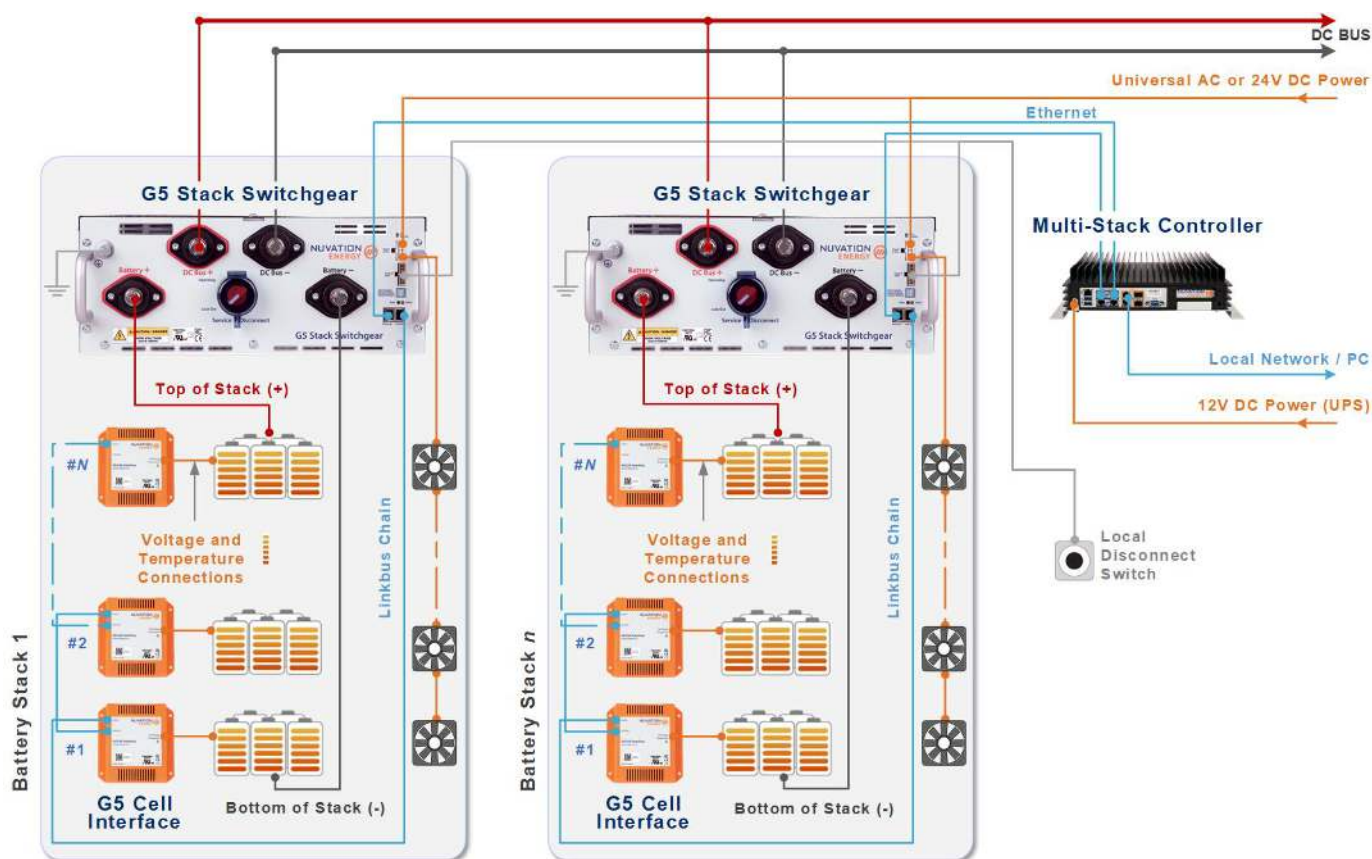 DC BUS
Universal AC or 24V DC Power
Ethernet
G5 Stack Switchgear
G5 Stack Switchgear
Multi-Stack Controller
NUVATION
ENERGY
Battery +
DC Bus +
DC Bus −
Battery −
Service Disconnect
G5 Stack Switchgear
NUVATION
ENERGY
Battery +
DC Bus +
DC Bus −
Battery −
Service Disconnect
G5 Stack Switchgear
Local Network / PC
12V DC Power (UPS)
Top of Stack (+)
Top of Stack (+)
#N
#N
Voltage and
Temperature
Connections
Voltage and
Temperature
Connections
Linkbus Chain
Linkbus Chain
Local
Disconnect
Switch
#2
#2
#1
#1
Battery Stack 1
Battery Stack n
G5 Cell
Interface
Bottom of Stack (-)
G5 Cell
Interface
Bottom of Stack (-)